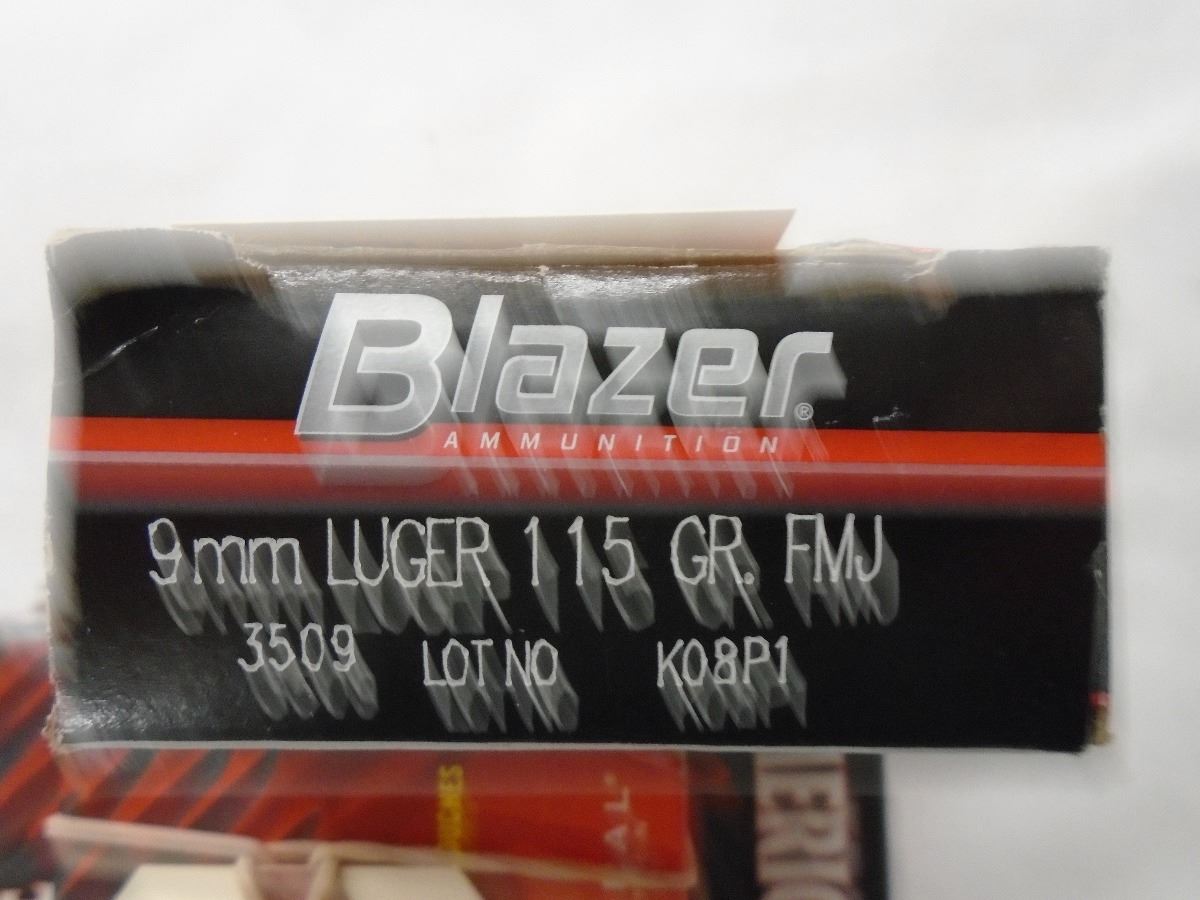 Blazer®
AMMUNITION
9mm LUGER 115 GR. FMJ
3509 LOT NO K08P1